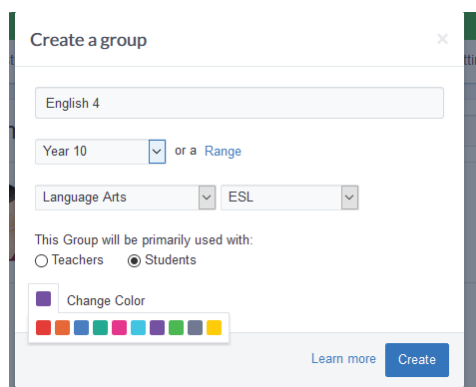 Create a group
English 4
Year 10 or a Range
Language Arts ESL
This Group will be primarily used with:
Teachers Students
Change Color
Learn more Create